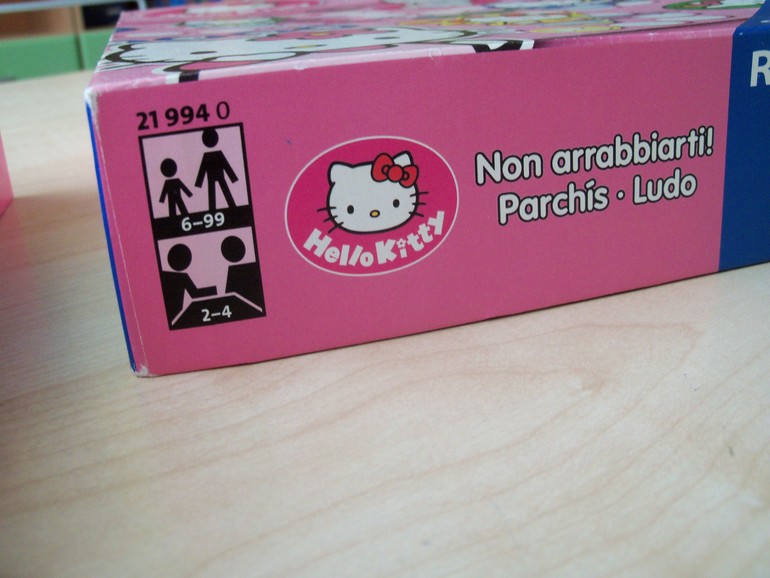 21 994 0
6–99
2–4
Hello Kitty
Non arrabbiarti!
Parchís · Ludo
R